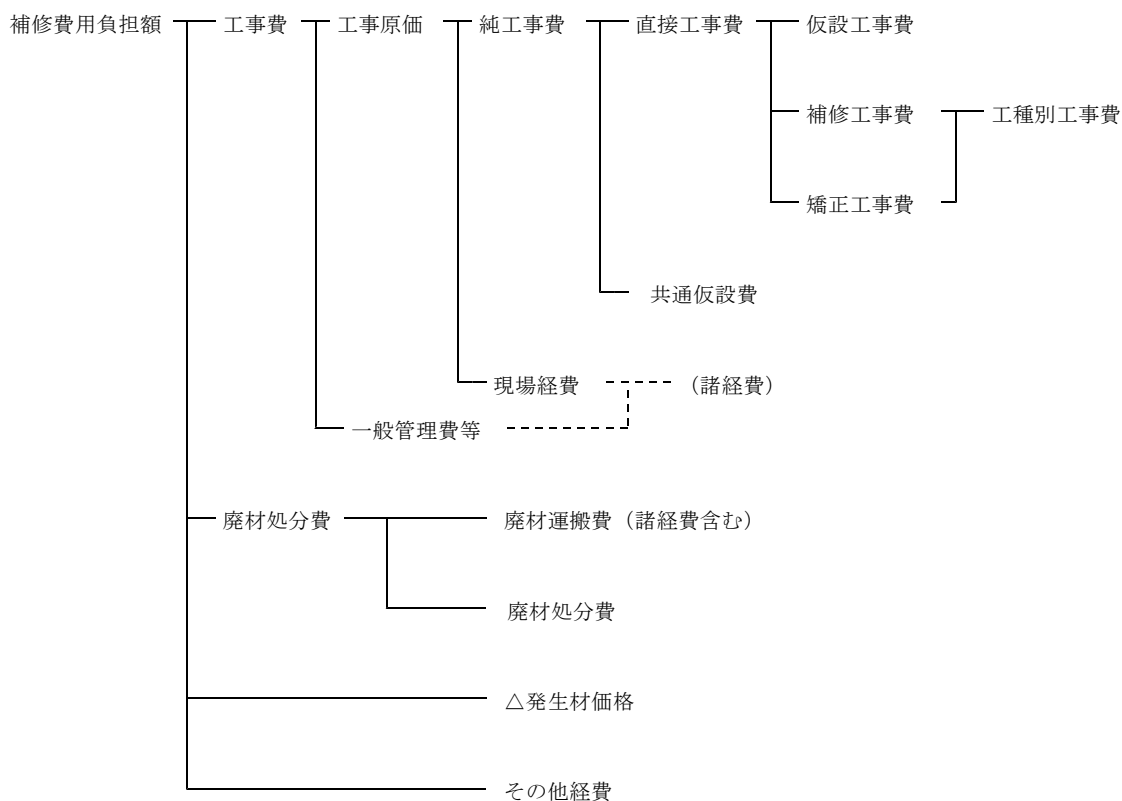 補修費用負担額 工事費 工事原価 純工事費 直接工事費 仮設工事費
補修工事費 工種別工事費
矯正工事費
共通仮設費
現場経費 （諸経費）
一般管理費等
廃材処分費 廃材運搬費（諸経費含む）
廃材処分費
△発生材価格
その他経費